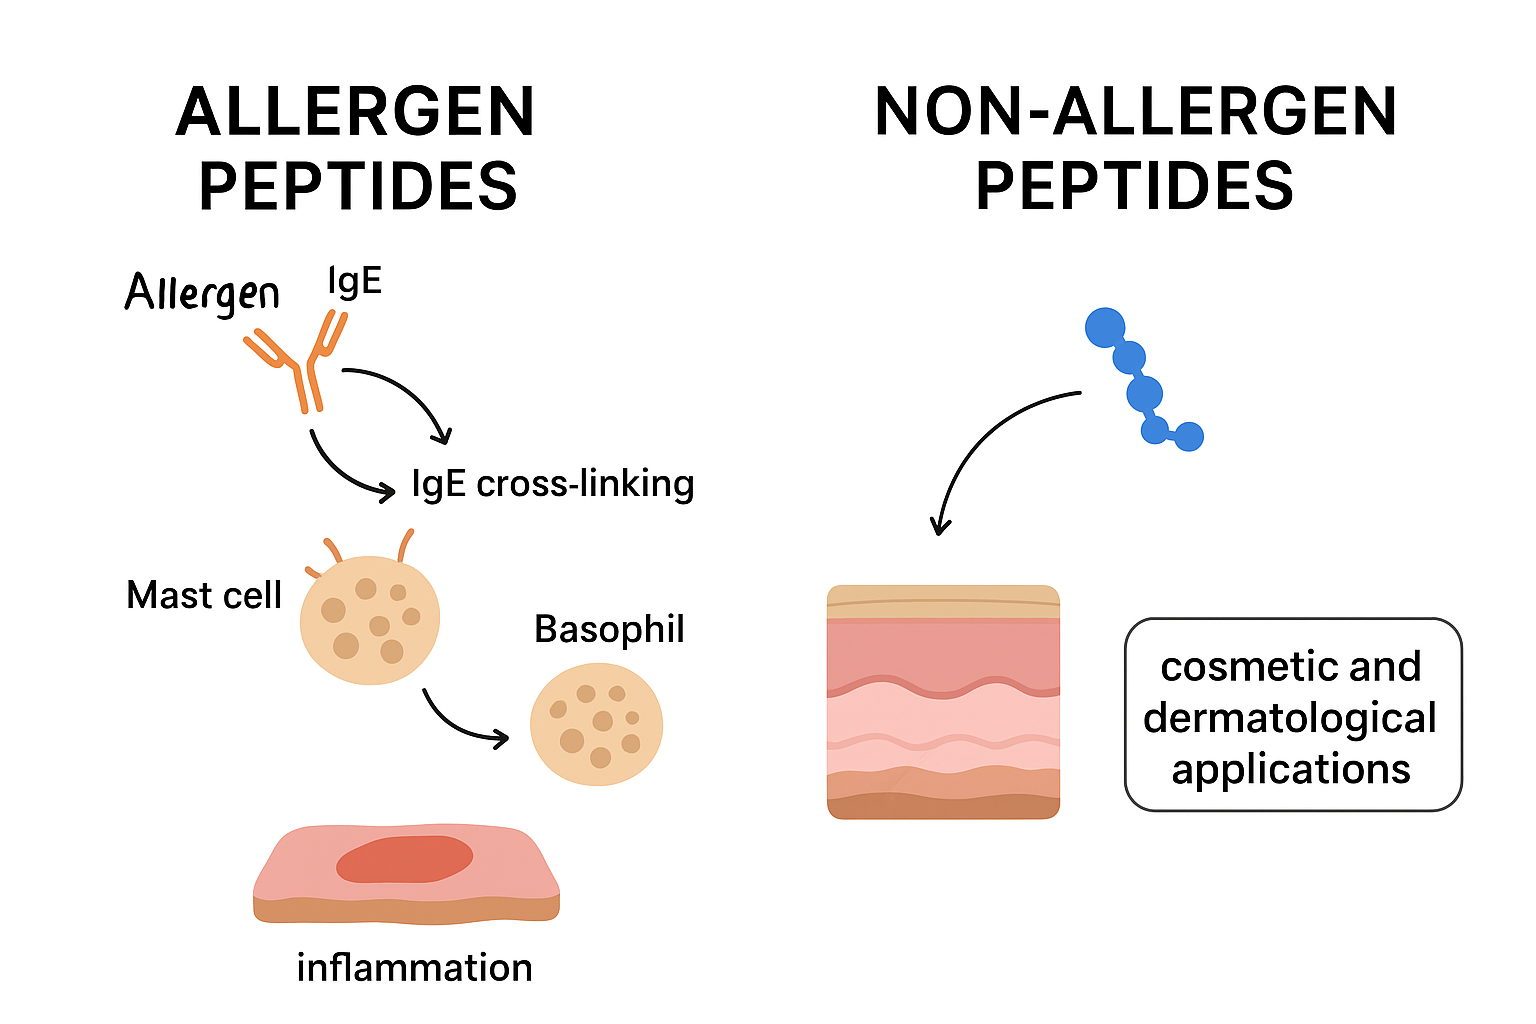 ALLERGEN
PEPTIDES
Allergen
IgE
IgE cross-linking
Mast cell
Basophil
inflammation
NON-ALLERGEN
PEPTIDES
cosmetic and
dermatological
applications